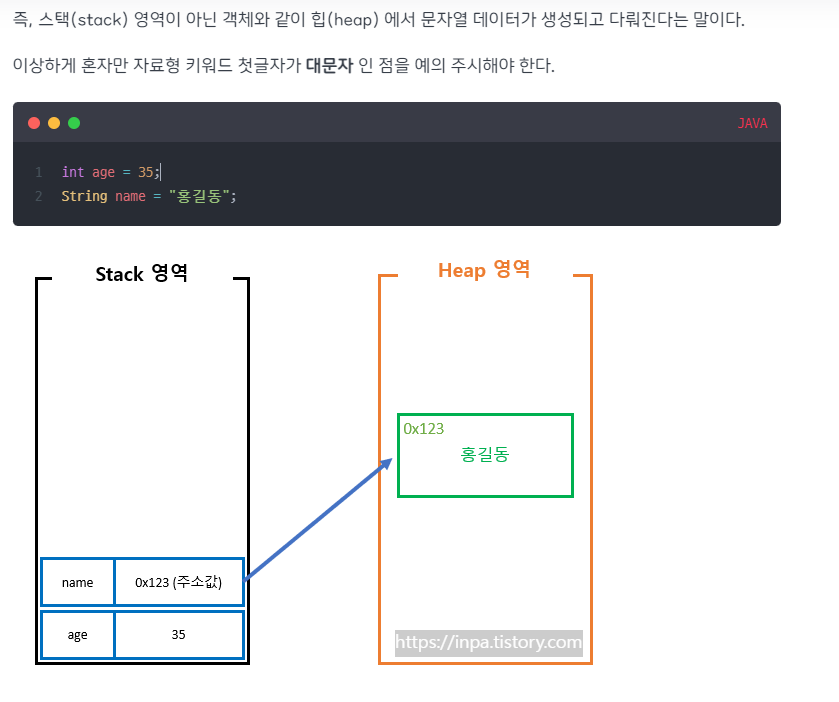 즉, 스택(stack) 영역이 아닌 객체와 같이 힙(heap) 에서 문자열 데이터가 생성되고 다뤄진다는 말이다.
이상하게 혼자만 자료형 키워드 첫글자가 대문자 인 점을 예의 주시해야 한다.
JAVA
1 int age = 35;
2 String name = "홍길동";
Stack 영역
Heap 영역
0x123
홍길동
name 0x123 (주소값)
age 35
https://inpa.tistory.com